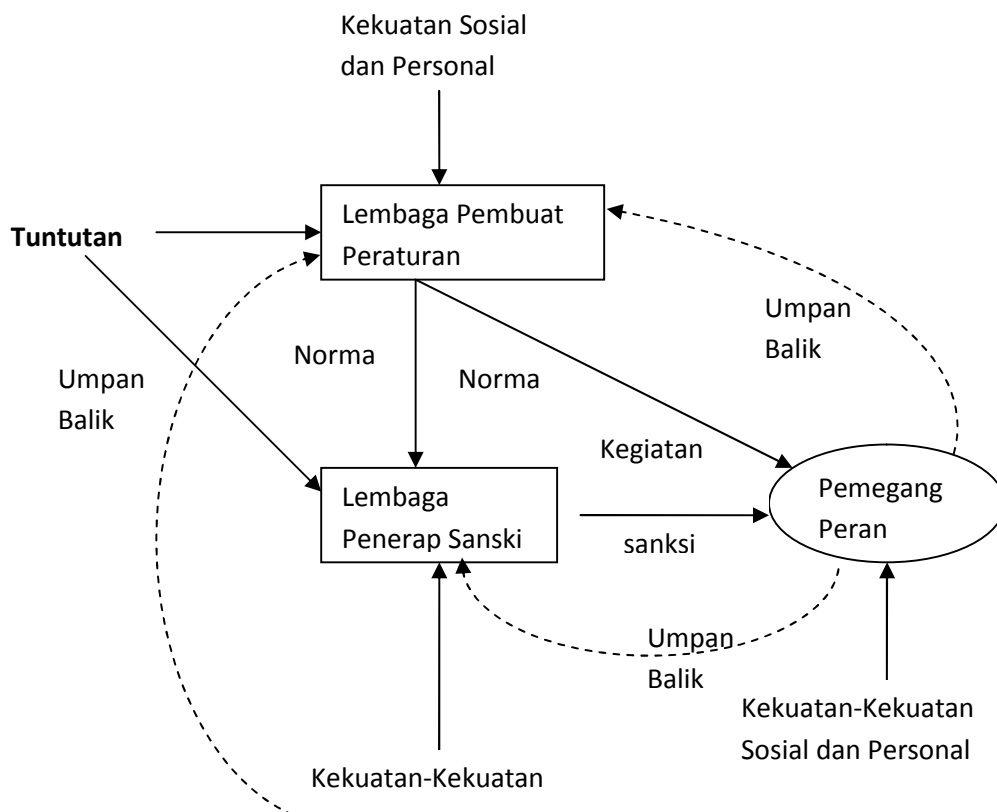 Kekuatan Sosial
dan Personal
Lembaga Pembuat
Peraturan
Tuntutan
Umpan
Balik
Norma
Norma
Umpan
Balik
Kegiatan
Lembaga
Penerap Sanski
Pemegang
Peran
sanksi
Umpan
Balik
Kekuatan-Kekuatan
Sosial dan Personal
Kekuatan-Kekuatan